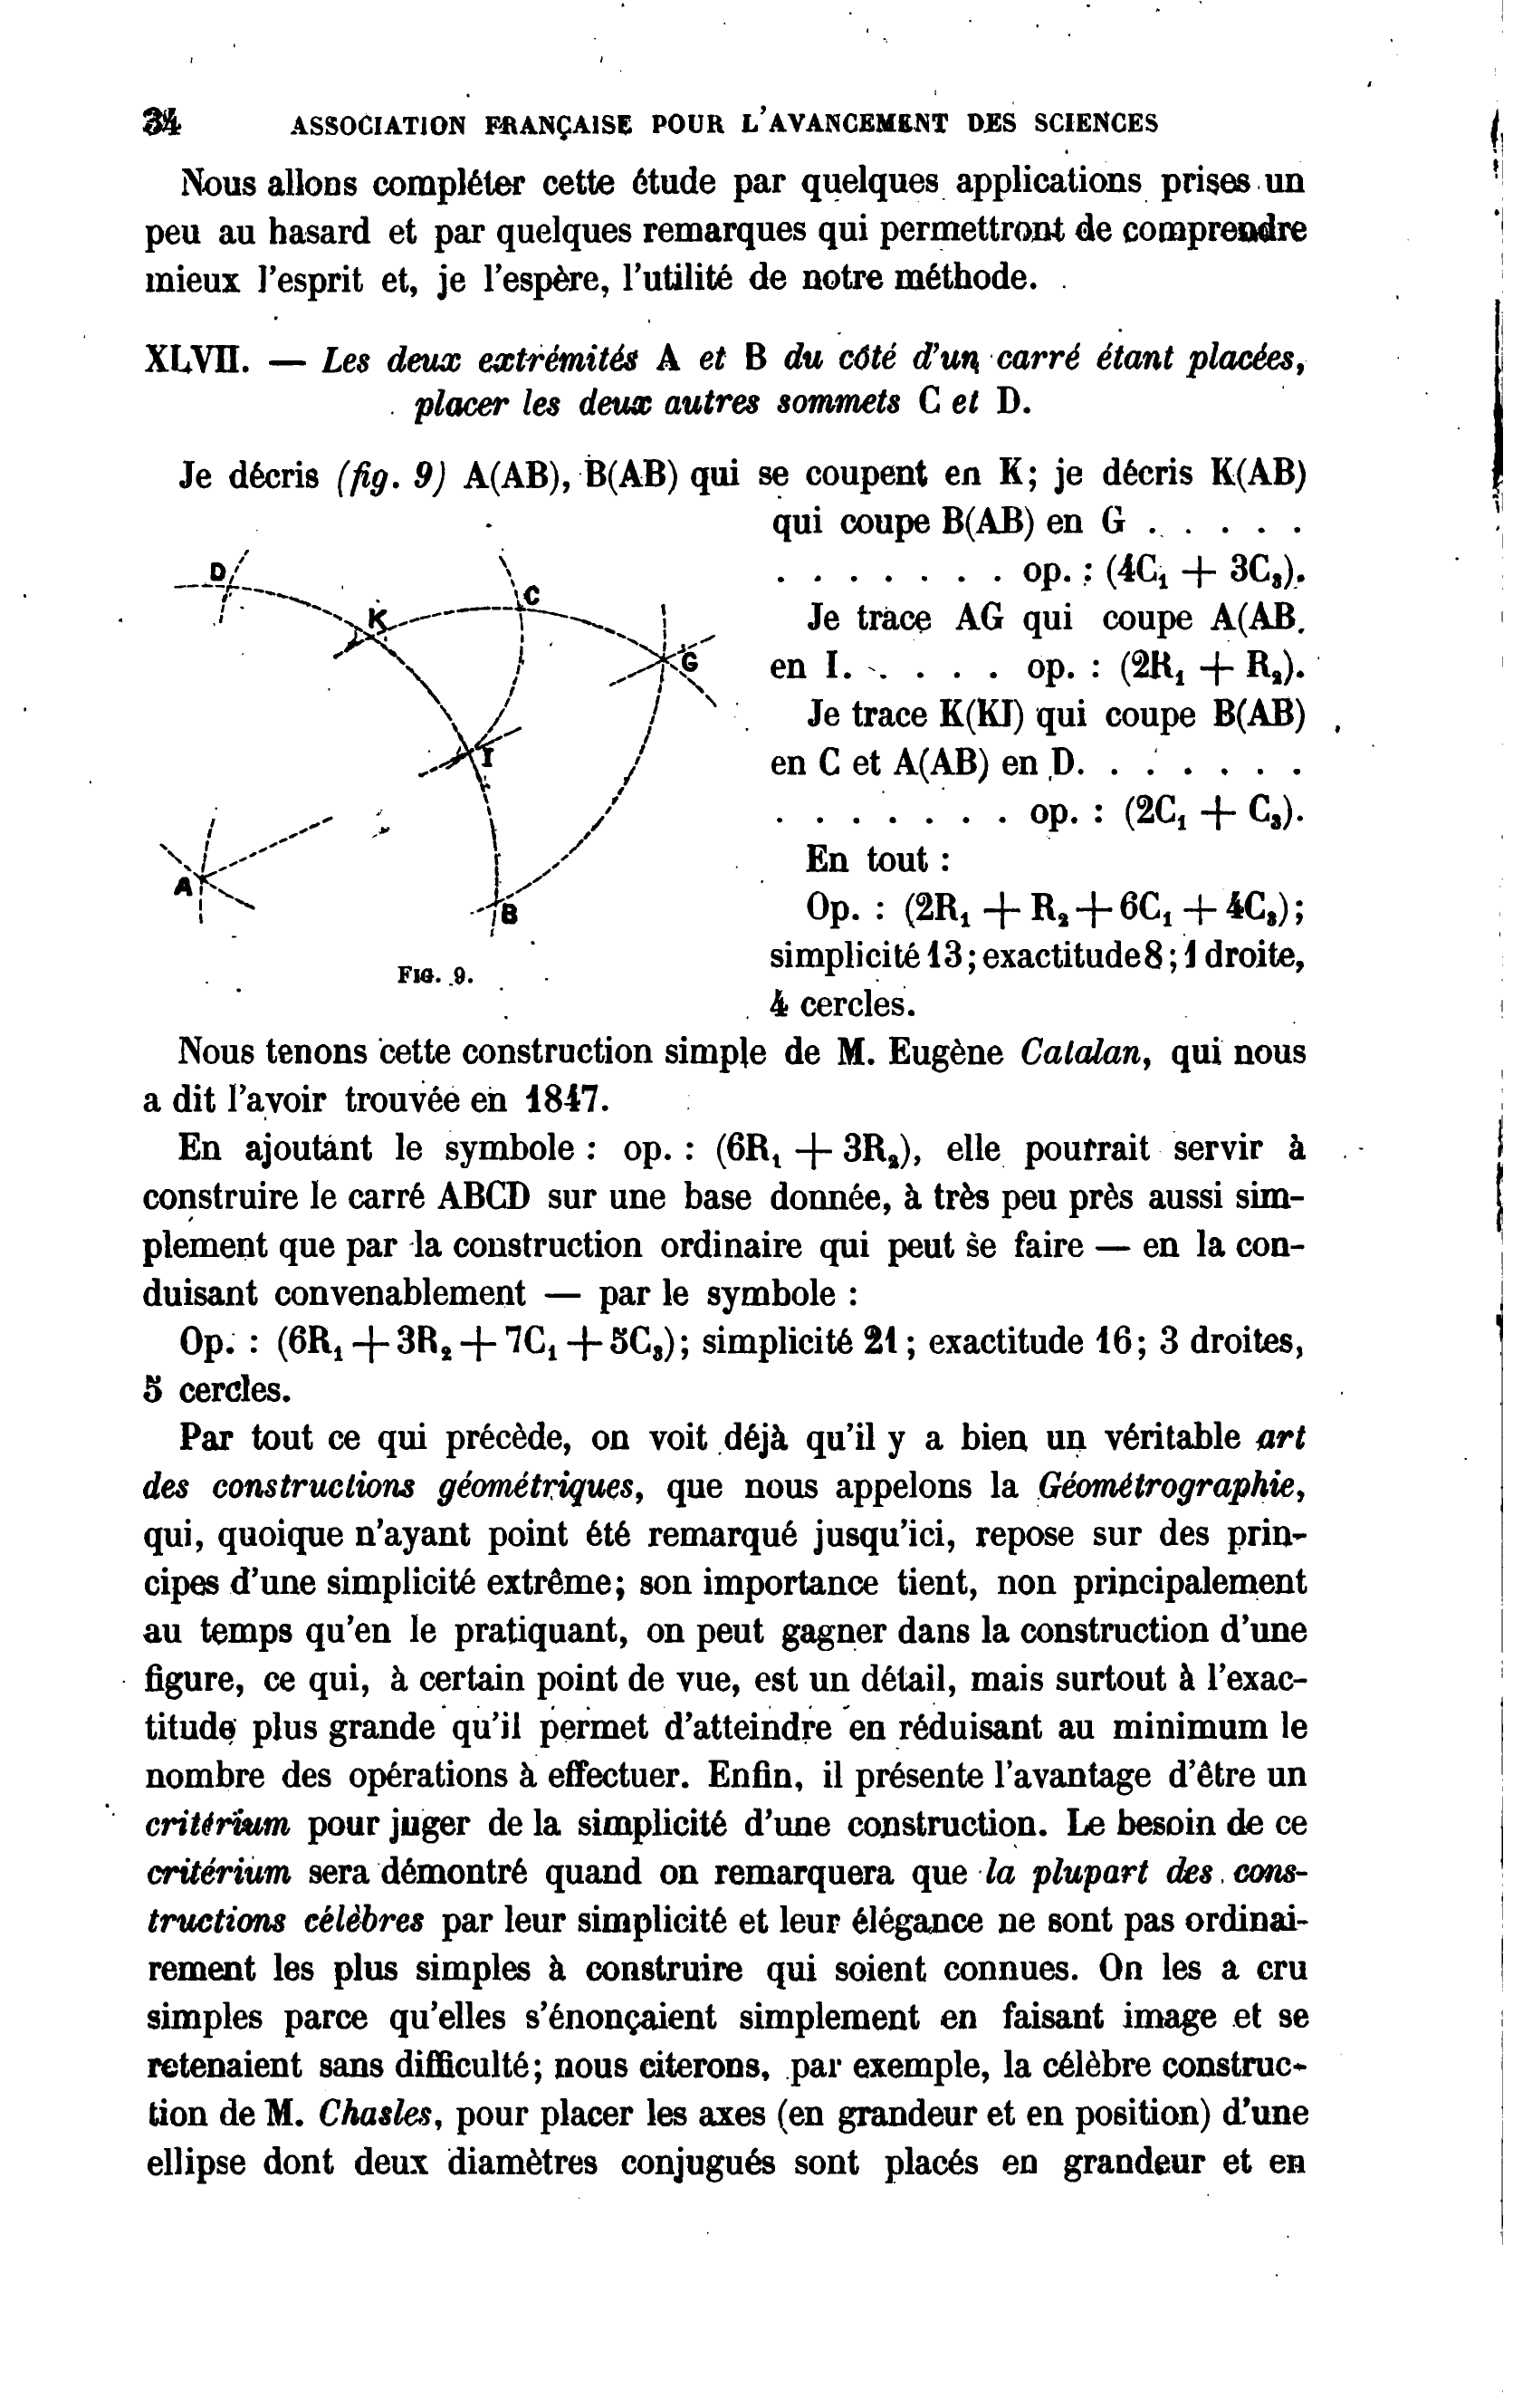 34 ASSOCIATION FRANÇAISE POUR L'AVANCEMENT DES SCIENCES
Nous allons compléter cette étude par quelques applications prises un
peu au hasard et par quelques remarques qui permettront de comprendre
mieux l'esprit et, je l'espère, l'utilité de notre méthode.
XLVII. — Les deux extrémités A et B du côté d'un carré étant placées,
placer les deux autres sommets C et D.
Je décris (fig. 9) A(AB), B(AB) qui se coupent en K; je décris K(AB)
qui coupe B(AB) en G . . . . .
. . . . . . . op. : (4C₁ + 3C₃).
Je trace AG qui coupe A(AB.
en I. . . . . op. : (2R₁ + R₂).
Je trace K(KI) qui coupe B(AB)
en C et A(AB) en D. . . . . . .
. . . . . . . op. : (2C₁ + C₃).
En tout :
Op. : (2R₁ + R₂ + 6C₁ + 4C₃);
simplicité 13; exactitude 8; 1 droite,
4 cercles.
D
K
C
G
I
A
B
FIG. 9.
Nous tenons cette construction simple de M. Eugène Catalan, qui nous
a dit l'avoir trouvée en 1847.
En ajoutant le symbole : op. : (6R₁ + 3R₂), elle pourrait servir à
construire le carré ABCD sur une base donnée, à très peu près aussi sim-
plement que par la construction ordinaire qui peut se faire — en la con-
duisant convenablement — par le symbole :
Op. : (6R₁ + 3R₂ + 7C₁ + 5C₃); simplicité 21; exactitude 16; 3 droites,
5 cercles.
Par tout ce qui précède, on voit déjà qu'il y a bien un véritable art
des constructions géométriques, que nous appelons la Géométrographie,
qui, quoique n'ayant point été remarqué jusqu'ici, repose sur des prin-
cipes d'une simplicité extrême; son importance tient, non principalement
au temps qu'en le pratiquant, on peut gagner dans la construction d'une
figure, ce qui, à certain point de vue, est un détail, mais surtout à l'exac-
titude plus grande qu'il permet d'atteindre en réduisant au minimum le
nombre des opérations à effectuer. Enfin, il présente l'avantage d'être un
critérium pour juger de la simplicité d'une construction. Le besoin de ce
critérium sera démontré quand on remarquera que la plupart des cons-
tructions célèbres par leur simplicité et leur élégance ne sont pas ordinai-
rement les plus simples à construire qui soient connues. On les a cru
simples parce qu'elles s'énonçaient simplement en faisant image et se
retenaient sans difficulté; nous citerons, par exemple, la célèbre construc-
tion de M. Chasles, pour placer les axes (en grandeur et en position) d'une
ellipse dont deux diamètres conjugués sont placés en grandeur et en